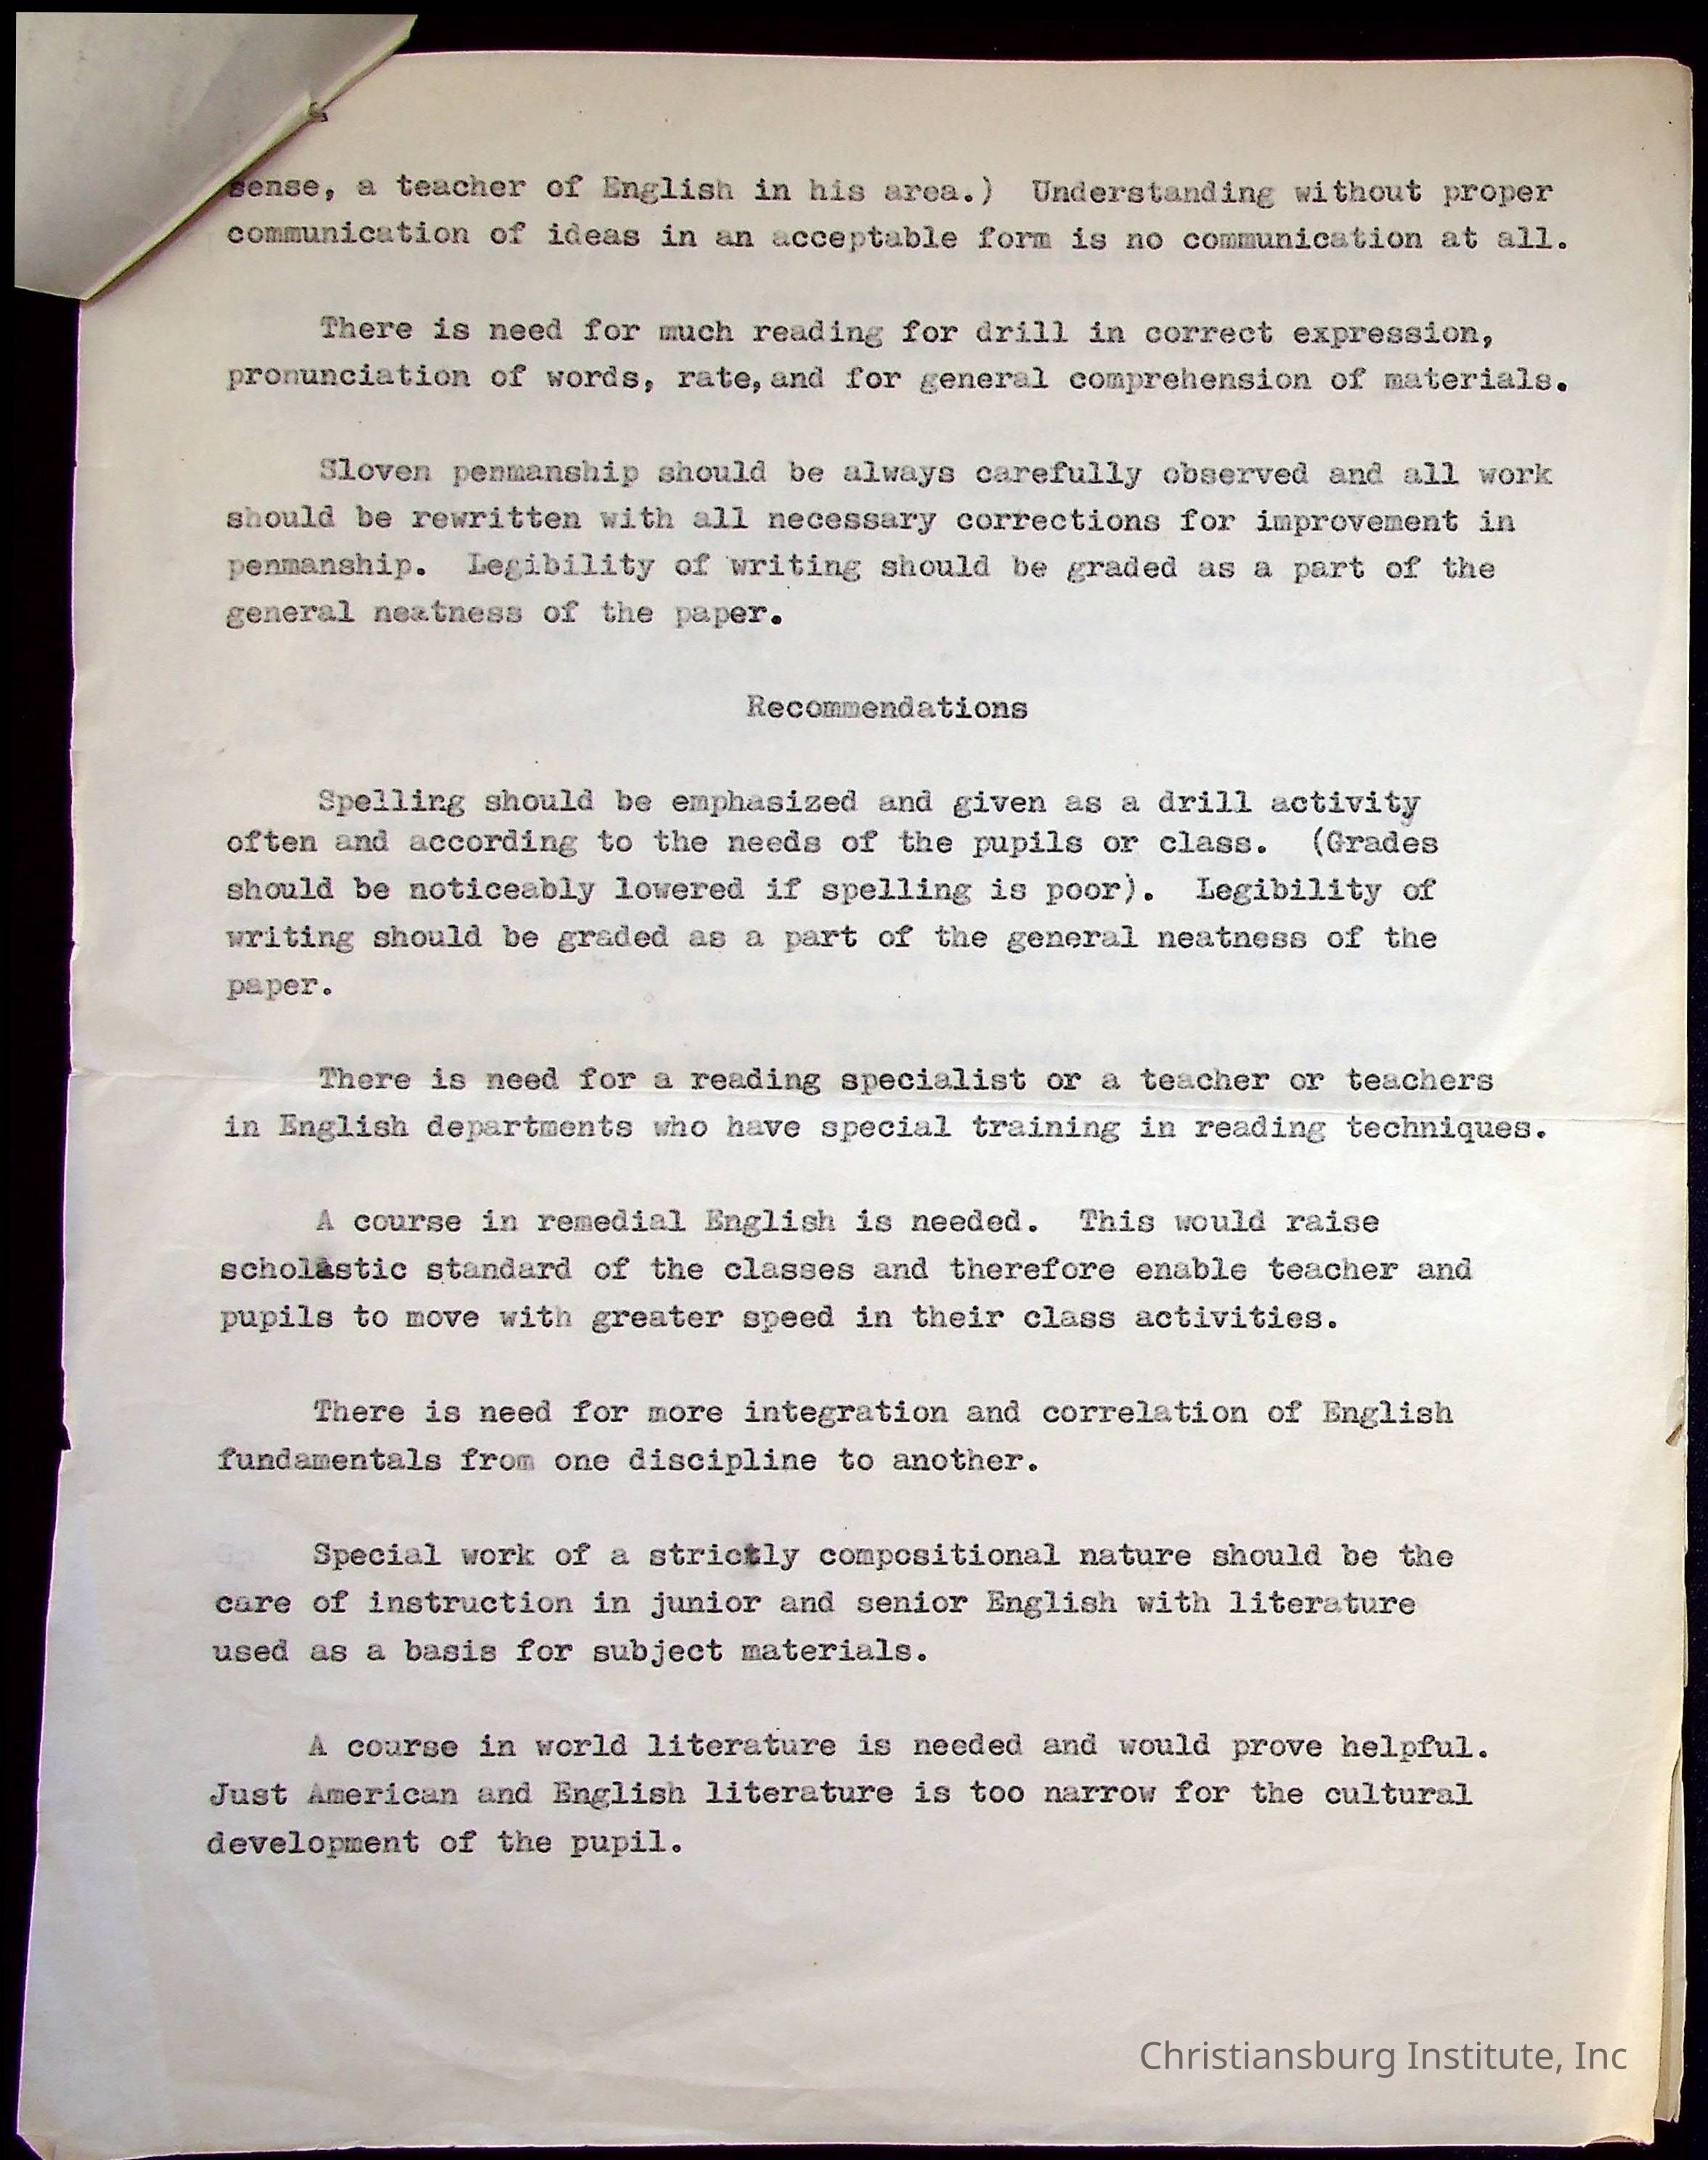 sense, a teacher of English in his area.) Understanding without proper
communication of ideas in an acceptable form is no communication at all.
There is need for much reading for drill in correct expression,
pronunciation of words, rate, and for general comprehension of materials.
Sloven penmanship should be always carefully observed and all work
should be rewritten with all necessary corrections for improvement in
penmanship. Legibility of writing should be graded as a part of the
general neatness of the paper.
Recommendations
Spelling should be emphasized and given as a drill activity
often and according to the needs of the pupils or class. (Grades
should be noticeably lowered if spelling is poor). Legibility of
writing should be graded as a part of the general neatness of the
paper.
There is need for a reading specialist or a teacher or teachers
in English departments who have special training in reading techniques.
A course in remedial English is needed. This would raise
scholastic standard of the classes and therefore enable teacher and
pupils to move with greater speed in their class activities.
There is need for more integration and correlation of English
fundamentals from one discipline to another.
Special work of a strictly compositional nature should be the
care of instruction in junior and senior English with literature
used as a basis for subject materials.
A course in world literature is needed and would prove helpful.
Just American and English literature is too narrow for the cultural
development of the pupil.
Christiansburg Institute, Inc